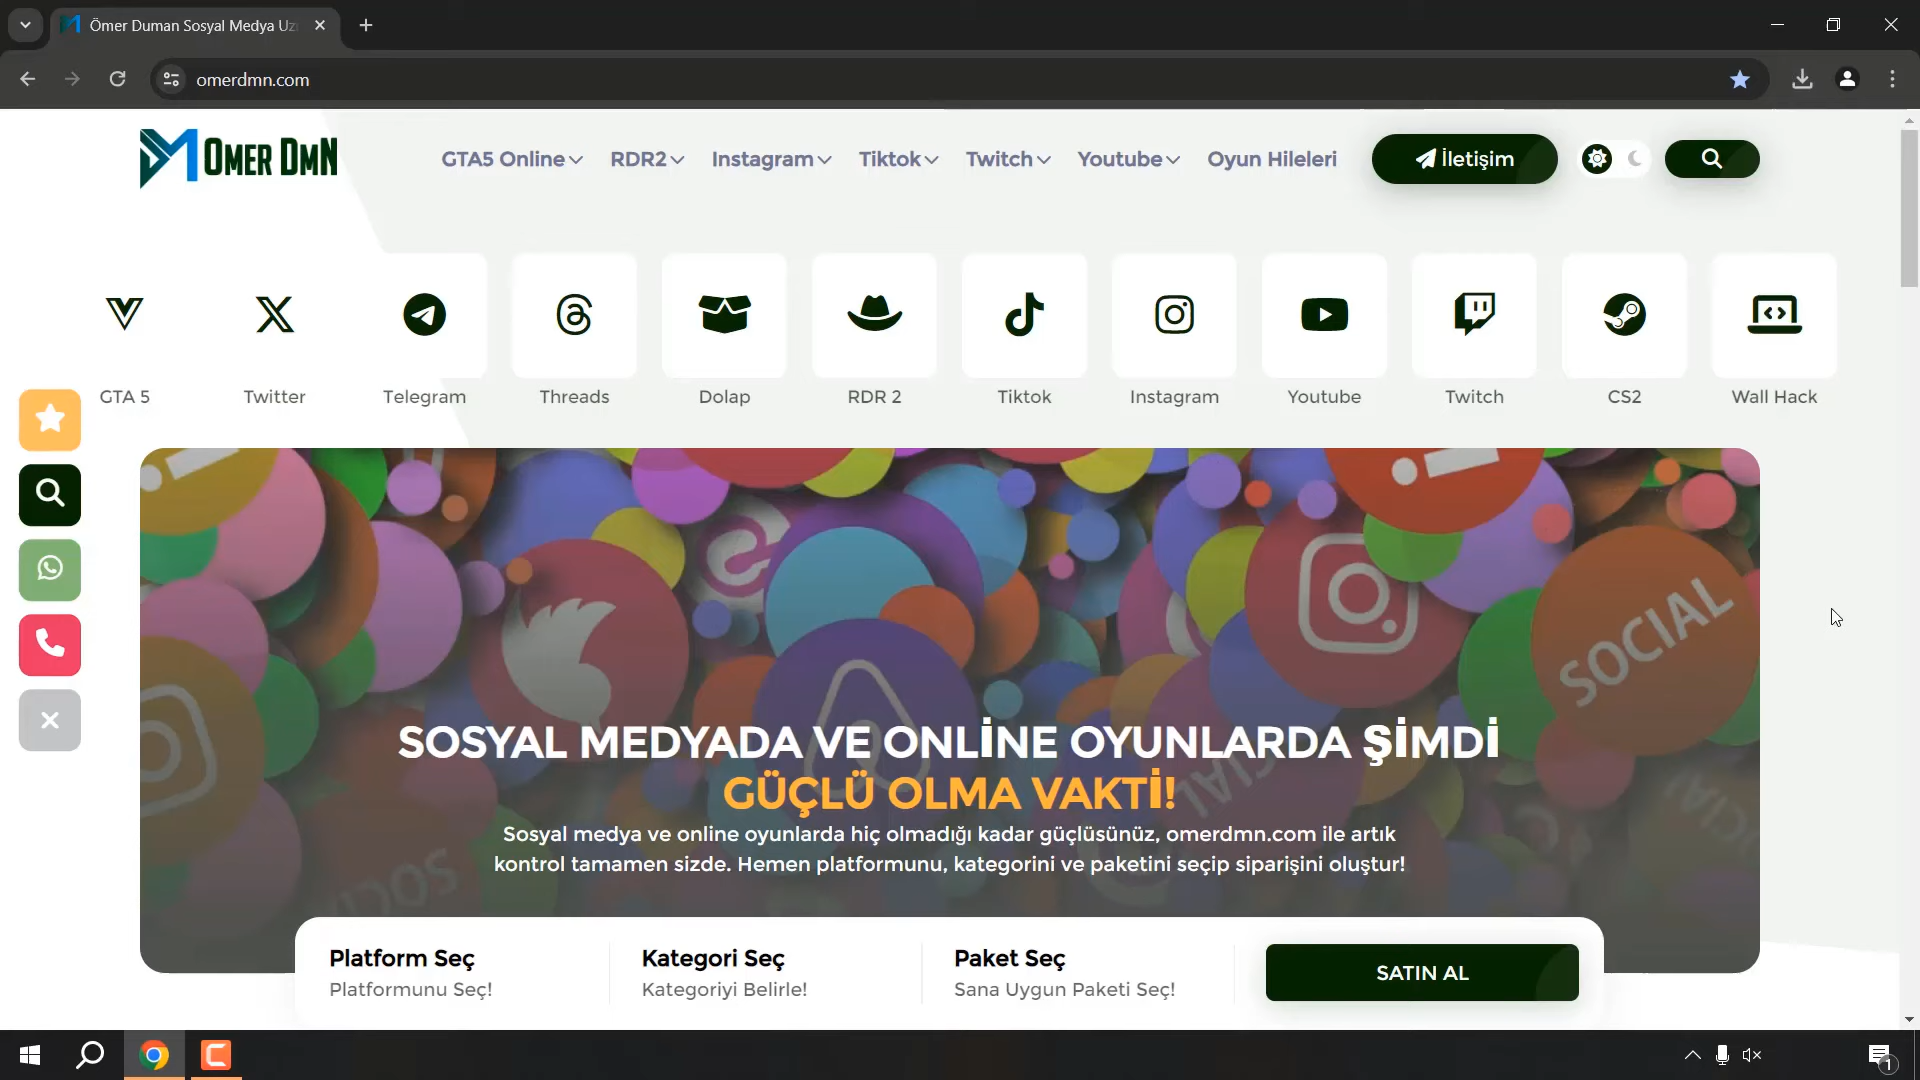 Ömer Duman Sosyal Medya Uz
omerdmn.com
OMER DMN
GTA5 Online
RDR2
Instagram
Tiktok
Twitch
Youtube
Oyun Hileleri
İletişim
GTA 5
Twitter
Telegram
Threads
Dolap
RDR 2
Tiktok
Instagram
Youtube
Twitch
CS2
Wall Hack
SOCIAL
SOCIAL
SOCIAL
SOSYAL MEDYADA VE ONLİNE OYUNLARDA ŞİMDİ
GÜÇLÜ OLMA VAKTİ!
Sosyal medya ve online oyunlarda hiç olmadığı kadar güçlüsünüz, omerdmn.com ile artık
kontrol tamamen sizde. Hemen platformunu, kategorini ve paketini seçip siparişini oluştur!
Platform Seç
Platformunu Seç!
Kategori Seç
Kategoriyi Belirle!
Paket Seç
Sana Uygun Paketi Seç!
SATIN AL
1